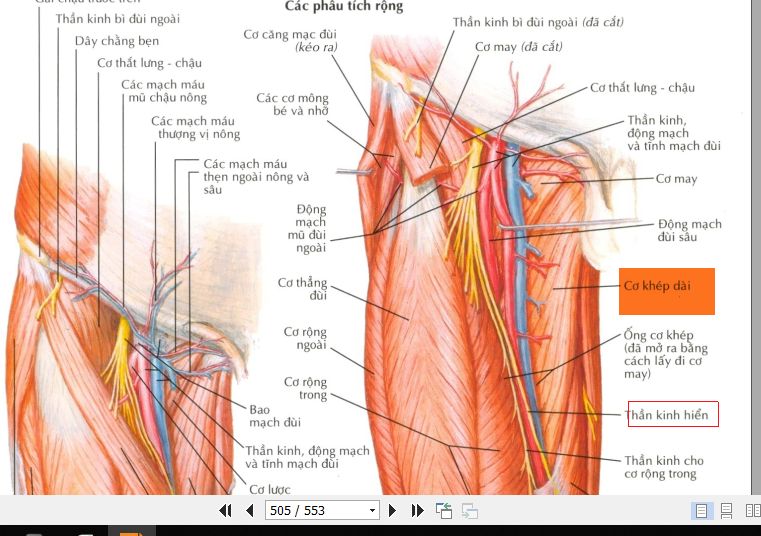 Gai chậu trước trên
Thần kinh bì đùi ngoài
Dây chằng bẹn
Cơ thắt lưng - chậu
Các mạch máu
mũ chậu nông
Các mạch máu
thượng vị nông
Các mạch máu
thẹn ngoài nông và
sâu
Bao
mạch đùi
Thần kinh, động mạch
và tĩnh mạch đùi
Cơ lược
Các phẫu tích rộng
Cơ căng mạc đùi
(kéo ra)
Các cơ mông
bé và nhỡ
Động
mạch
mũ đùi
ngoài
Cơ thẳng
đùi
Cơ rộng
ngoài
Cơ rộng
trong
Thần kinh bì đùi ngoài (đã cắt)
Cơ may (đã cắt)
Cơ thắt lưng - chậu
Thần kinh,
động mạch
và tĩnh mạch đùi
Cơ may
Động mạch
đùi sâu
Cơ khép dài
Ống cơ khép
(đã mở ra bằng
cách lấy đi cơ
may)
Thần kinh hiển
Thần kinh cho
cơ rộng trong
505 / 553